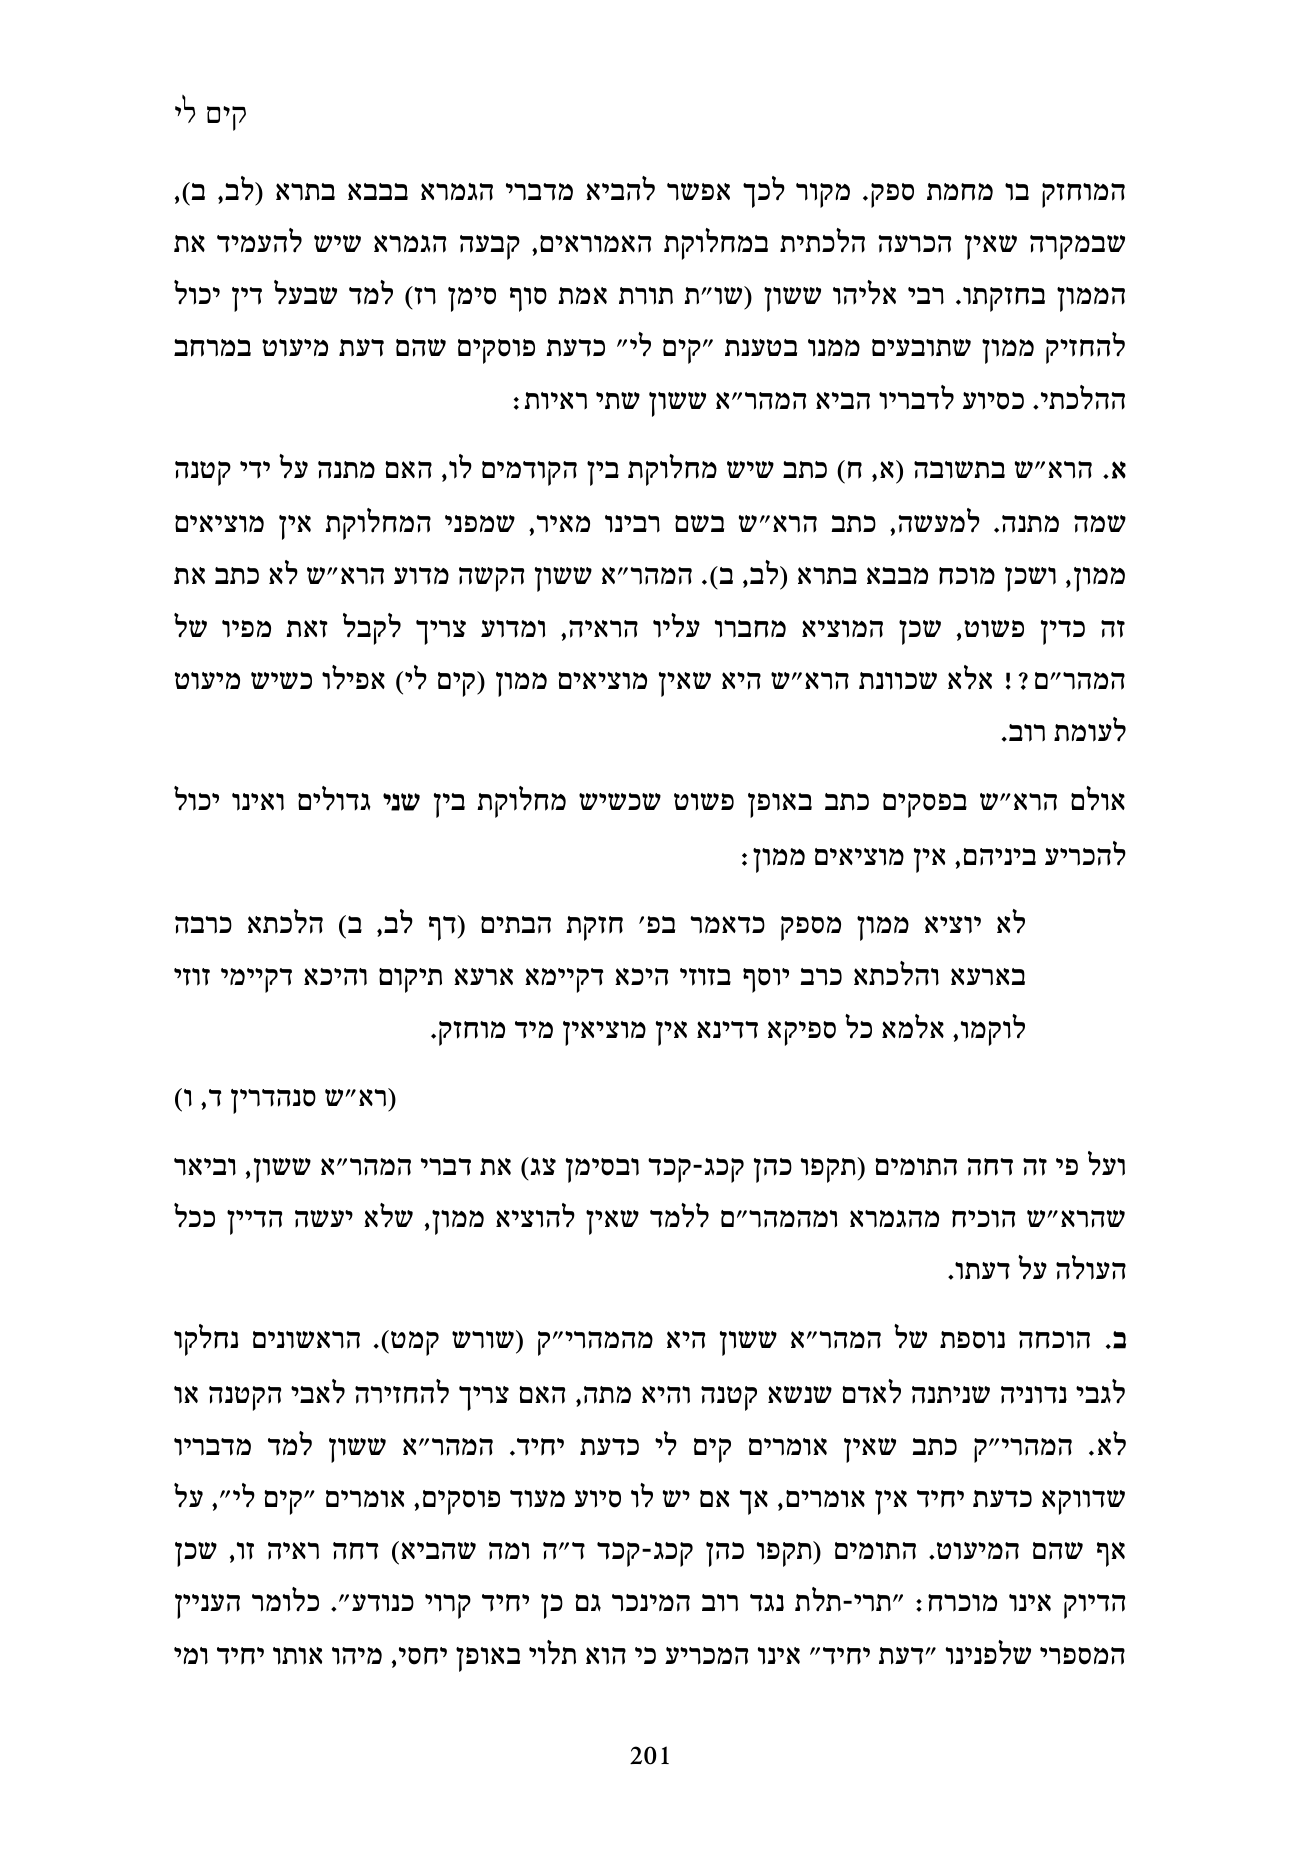 קים לי
המוחזק בו מחמת ספק. מקור לכך אפשר להביא מדברי הגמרא בבבא בתרא (לב, ב),
שבמקרה שאין הכרעה הלכתית במחלוקת האמוראים, קבעה הגמרא שיש להעמיד את
הממון בחזקתו. רבי אליהו ששון (שו״ת תורת אמת סוף סימן רז) למד שבעל דין יכול
להחזיק ממון שתובעים ממנו בטענת ״קים לי״ כדעת פוסקים שהם דעת מיעוט במרחב
ההלכתי. כסיוע לדבריו הביא המהר״א ששון שתי ראיות:
א. הרא״ש בתשובה (א, ח) כתב שיש מחלוקת בין הקודמים לו, האם מתנה על ידי קטנה
שמה מתנה. למעשה, כתב הרא״ש בשם רבינו מאיר, שמפני המחלוקת אין מוציאים
ממון, ושכן מוכח מבבא בתרא (לב, ב). המהר״א ששון הקשה מדוע הרא״ש לא כתב את
זה כדין פשוט, שכן המוציא מחברו עליו הראיה, ומדוע צריך לקבל זאת מפיו של
המהר״ם?! אלא שכוונת הרא״ש היא שאין מוציאים ממון (קים לי) אפילו כשיש מיעוט
לעומת רוב.
אולם הרא״ש בפסקים כתב באופן פשוט שכשיש מחלוקת בין שני גדולים ואינו יכול
להכריע ביניהם, אין מוציאים ממון:
לא יוציא ממון מספק כדאמר בפ׳ חזקת הבתים (דף לב, ב) הלכתא כרבה
בארעא והלכתא כרב יוסף בזוזי היכא דקיימא ארעא תיקום והיכא דקיימי זוזי
לוקמו, אלמא כל ספיקא דדינא אין מוציאין מיד מוחזק.
(רא״ש סנהדרין ד, ו)
ועל פי זה דחה התומים (תקפו כהן קכג-קכד ובסימן צג) את דברי המהר״א ששון, וביאר
שהרא״ש הוכיח מהגמרא ומהמהר״ם ללמד שאין להוציא ממון, שלא יעשה הדיין ככל
העולה על דעתו.
ב. הוכחה נוספת של המהר״א ששון היא מהמהרי״ק (שורש קמט). הראשונים נחלקו
לגבי נדוניה שניתנה לאדם שנשא קטנה והיא מתה, האם צריך להחזירה לאבי הקטנה או
לא. המהרי״ק כתב שאין אומרים קים לי כדעת יחיד. המהר״א ששון למד מדבריו
שדווקא כדעת יחיד אין אומרים, אך אם יש לו סיוע מעוד פוסקים, אומרים ״קים לי״, על
אף שהם המיעוט. התומים (תקפו כהן קכג-קכד ד״ה ומה שהביא) דחה ראיה זו, שכן
הדיוק אינו מוכרח: ״תרי-תלת נגד רוב המינכר גם כן יחיד קרוי כנודע״. כלומר העניין
המספרי שלפנינו ״דעת יחיד״ אינו המכריע כי הוא תלוי באופן יחסי, מיהו אותו יחיד ומי
201